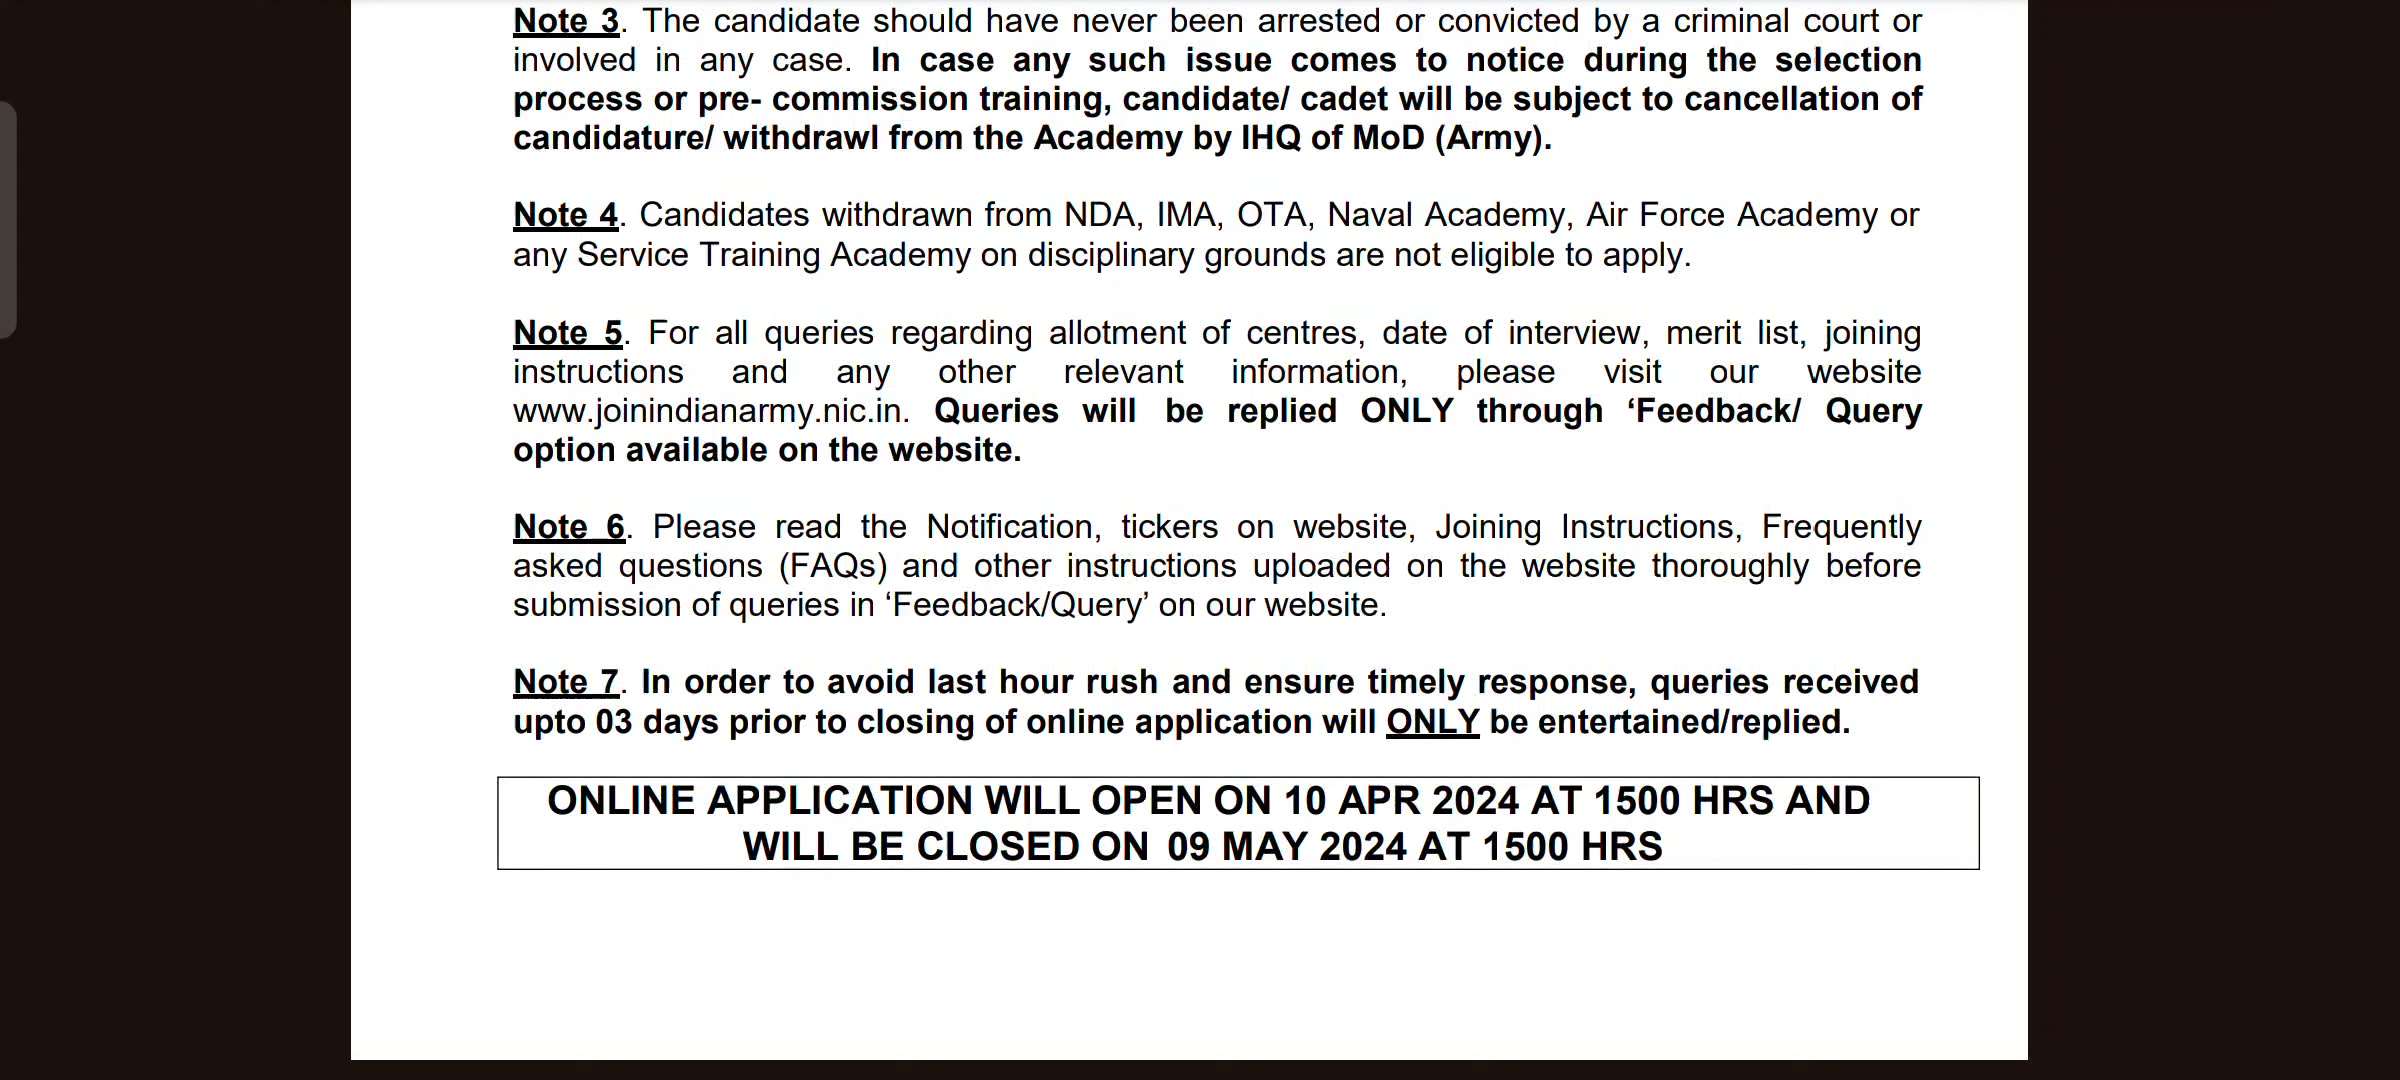 Note 3. The candidate should have never been arrested or convicted by a criminal court or
involved in any case. In case any such issue comes to notice during the selection
process or pre- commission training, candidate/ cadet will be subject to cancellation of
candidature/ withdrawl from the Academy by IHQ of MoD (Army).
Note 4. Candidates withdrawn from NDA, IMA, OTA, Naval Academy, Air Force Academy or
any Service Training Academy on disciplinary grounds are not eligible to apply.
Note 5. For all queries regarding allotment of centres, date of interview, merit list, joining
instructions and any other relevant information, please visit our website
www.joinindianarmy.nic.in. Queries will be replied ONLY through ‘Feedback/ Query
option available on the website.
Note 6. Please read the Notification, tickers on website, Joining Instructions, Frequently
asked questions (FAQs) and other instructions uploaded on the website thoroughly before
submission of queries in ‘Feedback/Query’ on our website.
Note 7. In order to avoid last hour rush and ensure timely response, queries received
upto 03 days prior to closing of online application will ONLY be entertained/replied.
ONLINE APPLICATION WILL OPEN ON 10 APR 2024 AT 1500 HRS AND
WILL BE CLOSED ON 09 MAY 2024 AT 1500 HRS